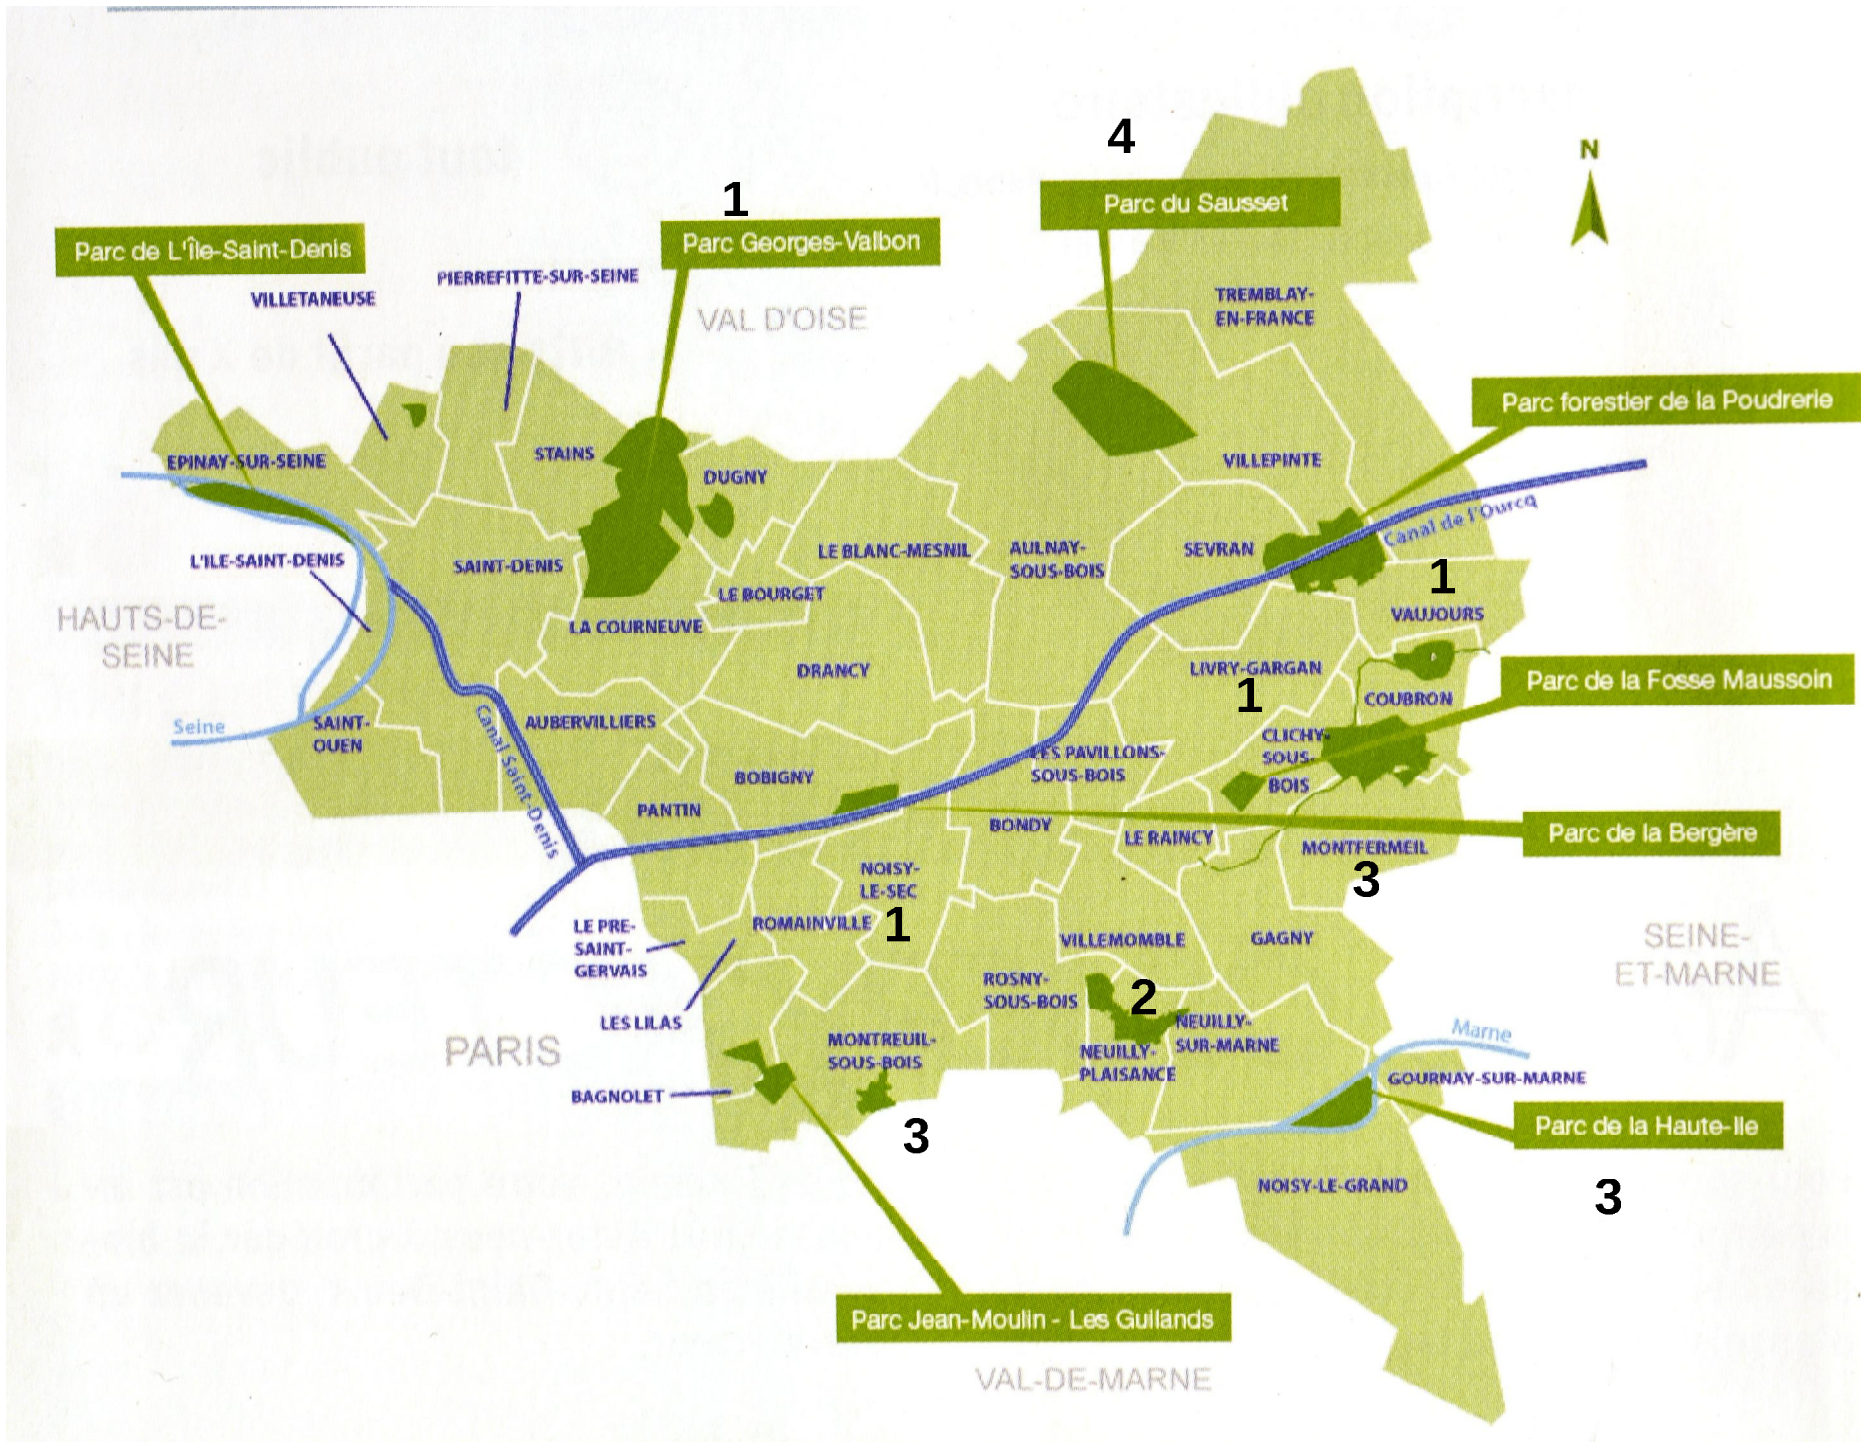 4
N
1
Parc du Sausset
Parc de L'Île-Saint-Denis
Parc Georges-Valbon
VILLETANEUSE
PIERREFITTE-SUR-SEINE
VAL D'OISE
TREMBLAY-
EN-FRANCE
Parc forestier de la Poudrerie
EPINAY-SUR-SEINE
STAINS
DUGNY
VILLEPINTE
Canal de l'Ourcq
L'ILE-SAINT-DENIS
SAINT-DENIS
LE BLANC-MESNIL
AULNAY-
SOUS-BOIS
SEVRAN
1
HAUTS-DE-
SEINE
LE BOURGET
LA COURNEUVE
VAUJOURS
DRANCY
LIVRY-GARGAN
1
COUBRON
Parc de la Fosse Maussoin
Seine
SAINT-
OUEN
Canal Saint-Denis
AUBERVILLIERS
CLICHY-
SOUS-
BOIS
BOBIGNY
LES PAVILLONS-
SOUS-BOIS
PANTIN
BONDY
LE RAINCY
MONTFERMEIL
3
Parc de la Bergère
NOISY-
LE-SEC
1
LE PRE-
SAINT-
GERVAIS
ROMAINVILLE
VILLEMOMBLE
GAGNY
SEINE-
ET-MARNE
LES LILAS
ROSNY-
SOUS-BOIS
2
NEUILLY-
SUR-MARNE
PARIS
MONTREUIL-
SOUS-BOIS
NEUILLY-
PLAISANCE
Marne
GOURNAY-SUR-MARNE
BAGNOLET
3
Parc de la Haute-Ile
NOISY-LE-GRAND
3
Parc Jean-Moulin - Les Guilands
VAL-DE-MARNE